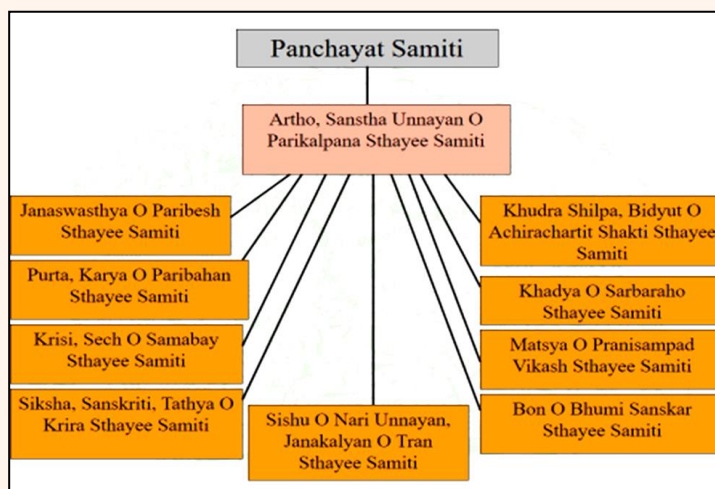 Panchayat Samiti
Artho, Sanstha Unnayan O
Parikalpana Sthayee Samiti
Janaswasthya O Paribesh
Sthayee Samiti
Purta, Karya O Paribahan
Sthayee Samiti
Krisi, Sech O Samabay
Sthayee Samiti
Siksha, Sanskriti, Tathya O
Krira Sthayee Samiti
Sishu O Nari Unnayan,
Janakalyan O Tran
Sthayee Samiti
Khudra Shilpa, Bidyut O
Achirachartit Shakti Sthayee
Samiti
Khadya O Sarbaraho
Sthayee Samiti
Matsya O Pranisampad
Vikash Sthayee Samiti
Bon O Bhumi Sanskar
Sthayee Samiti